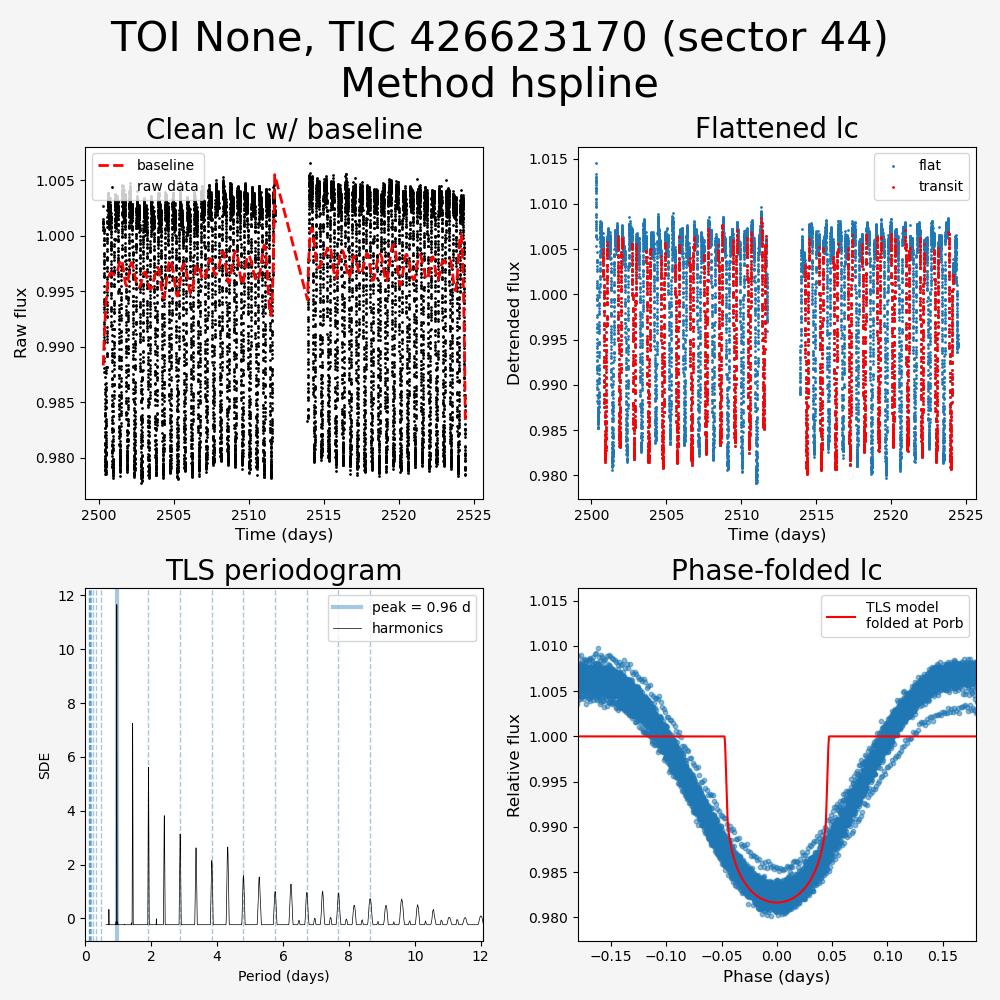 TOI None, TIC 426623170 (sector 44)
Method hspline
Clean lc w/ baseline
baseline
raw data
1.005
1.000
0.995
0.990
0.985
0.980
Raw flux
2500
2505
2510
2515
2520
2525
Time (days)
Flattened lc
flat
transit
1.015
1.010
1.005
1.000
0.995
0.990
0.985
0.980
Detrended flux
2500
2505
2510
2515
2520
2525
Time (days)
TLS periodogram
peak = 0.96 d
harmonics
12
10
8
6
4
2
0
SDE
0
2
4
6
8
10
12
Period (days)
Phase-folded lc
TLS model
folded at Porb
1.015
1.010
1.005
1.000
0.995
0.990
0.985
0.980
Relative flux
−0.15
−0.10
−0.05
0.00
0.05
0.10
0.15
Phase (days)